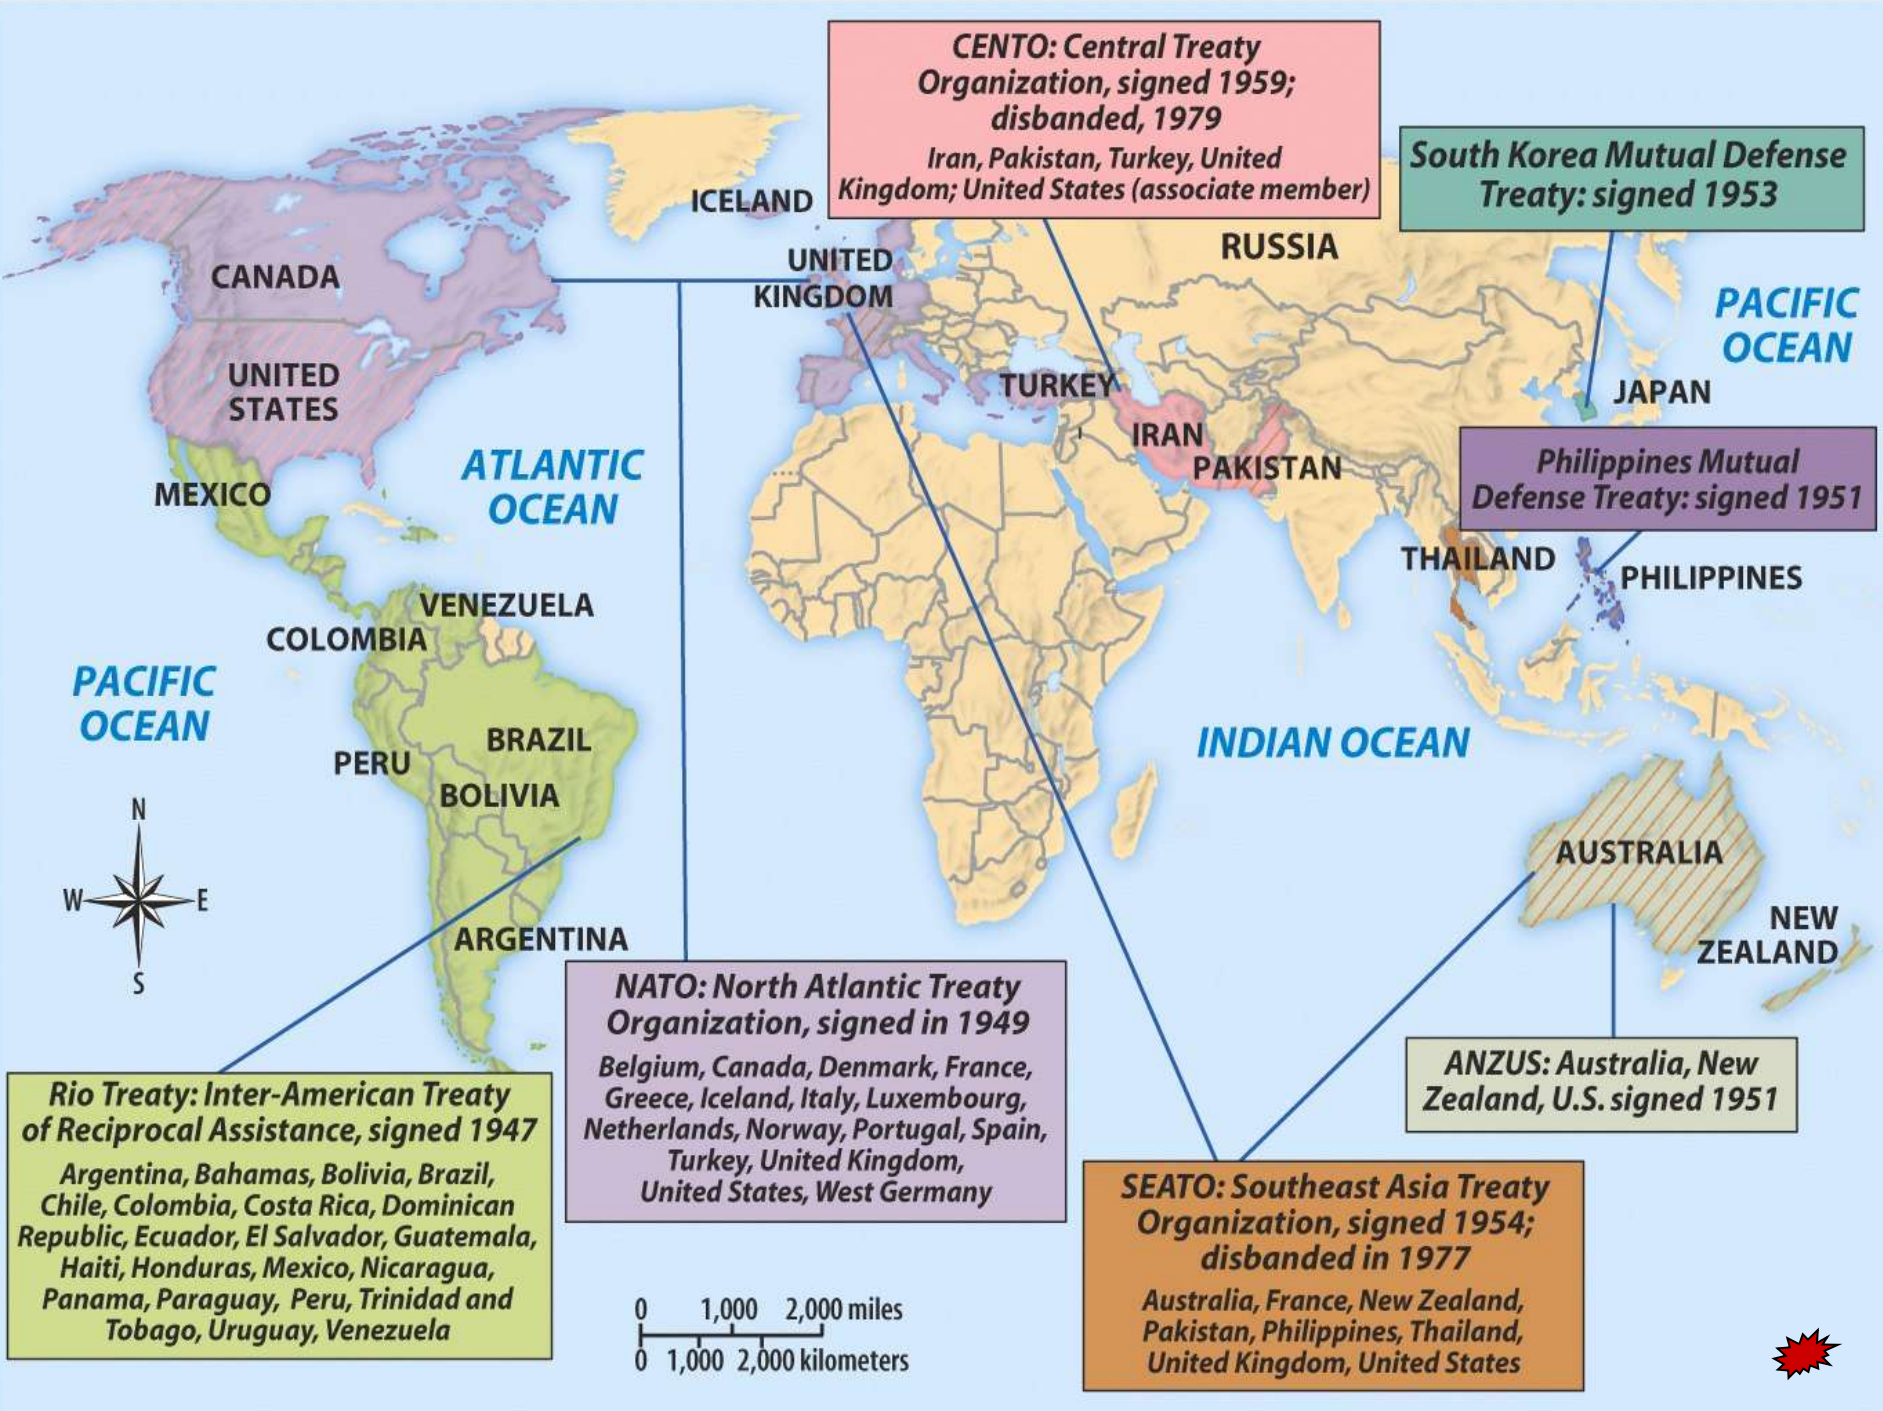 CENTO: Central Treaty
Organization, signed 1959;
disbanded, 1979
Iran, Pakistan, Turkey, United
Kingdom; United States (associate member)
South Korea Mutual Defense
Treaty: signed 1953
ICELAND
RUSSIA
UNITED
KINGDOM
CANADA
PACIFIC
OCEAN
UNITED
STATES
TURKEY
JAPAN
IRAN
PAKISTAN
ATLANTIC
OCEAN
MEXICO
Philippines Mutual
Defense Treaty: signed 1951
THAILAND
PHILIPPINES
VENEZUELA
COLOMBIA
PACIFIC
OCEAN
BRAZIL
PERU
BOLIVIA
INDIAN OCEAN
N
W
E
S
AUSTRALIA
NEW
ZEALAND
ARGENTINA
NATO: North Atlantic Treaty
Organization, signed in 1949
Belgium, Canada, Denmark, France,
Greece, Iceland, Italy, Luxembourg,
Netherlands, Norway, Portugal, Spain,
Turkey, United Kingdom,
United States, West Germany
ANZUS: Australia, New
Zealand, U.S. signed 1951
Rio Treaty: Inter-American Treaty
of Reciprocal Assistance, signed 1947
Argentina, Bahamas, Bolivia, Brazil,
Chile, Colombia, Costa Rica, Dominican
Republic, Ecuador, El Salvador, Guatemala,
Haiti, Honduras, Mexico, Nicaragua,
Panama, Paraguay, Peru, Trinidad and
Tobago, Uruguay, Venezuela
SEATO: Southeast Asia Treaty
Organization, signed 1954;
disbanded in 1977
Australia, France, New Zealand,
Pakistan, Philippines, Thailand,
United Kingdom, United States
0 1,000 2,000 miles
0 1,000 2,000 kilometers